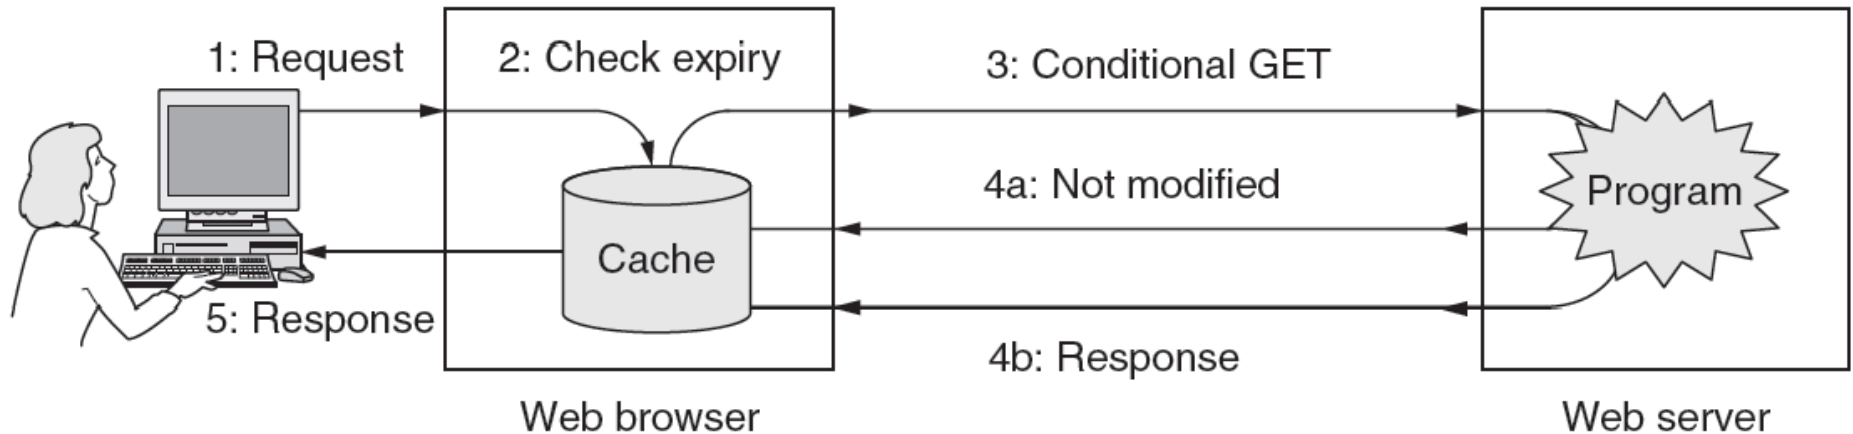 1: Request
2: Check expiry
3: Conditional GET
4a: Not modified
Program
Cache
5: Response
4b: Response
Web browser
Web server